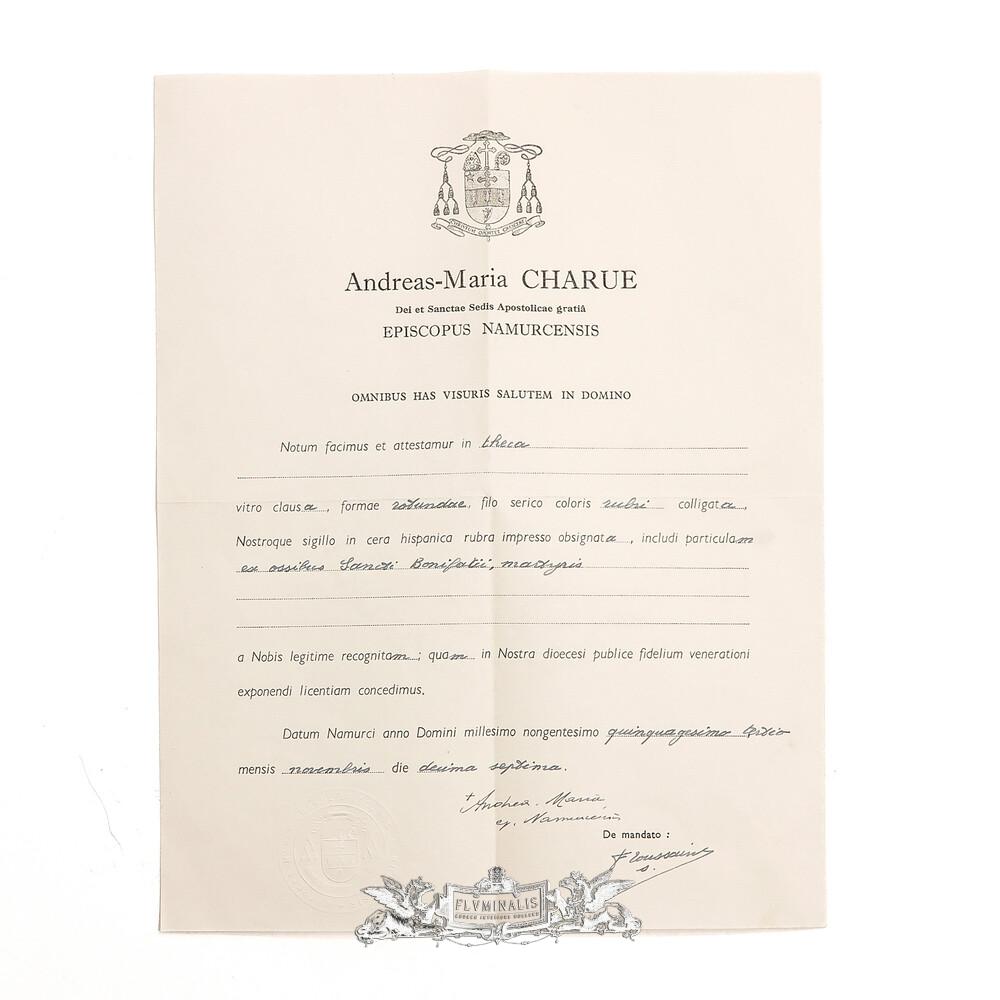 Andreas-Maria CHARUE
Dei et Sanctae Sedis Apostolicae gratiâ
EPISCOPUS NAMURCENSIS
OMNIBUS HAS VISURIS SALUTEM IN DOMINO
Notum facimus et attestamur in theca
vitro clausa, formae rotundae, filo serico coloris rubri colligata,
Nostroque sigillo in cera hispanica rubra impresso obsignata, includi particulam
ex ossibus Sancti Bonifatii, martyris
a Nobis legitime recognitam; quam in Nostra dioecesi publice fidelium venerationi
exponendi licentiam concedimus.
Datum Namurci anno Domini millesimo nongentesimo quinquagesimo tertio
mensis novembris die decima septima.
+ Andrea. Maria
ep.
De mandato :
F Toussaint
s.
FLVMINALIS